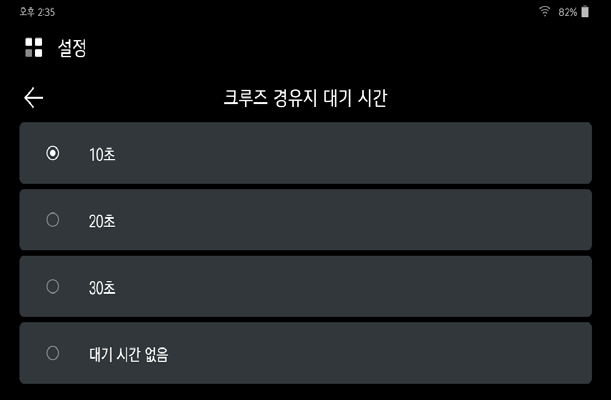 오후 2:35
82%
설정
크루즈 경유지 대기 시간
10초
20초
30초
대기 시간 없음